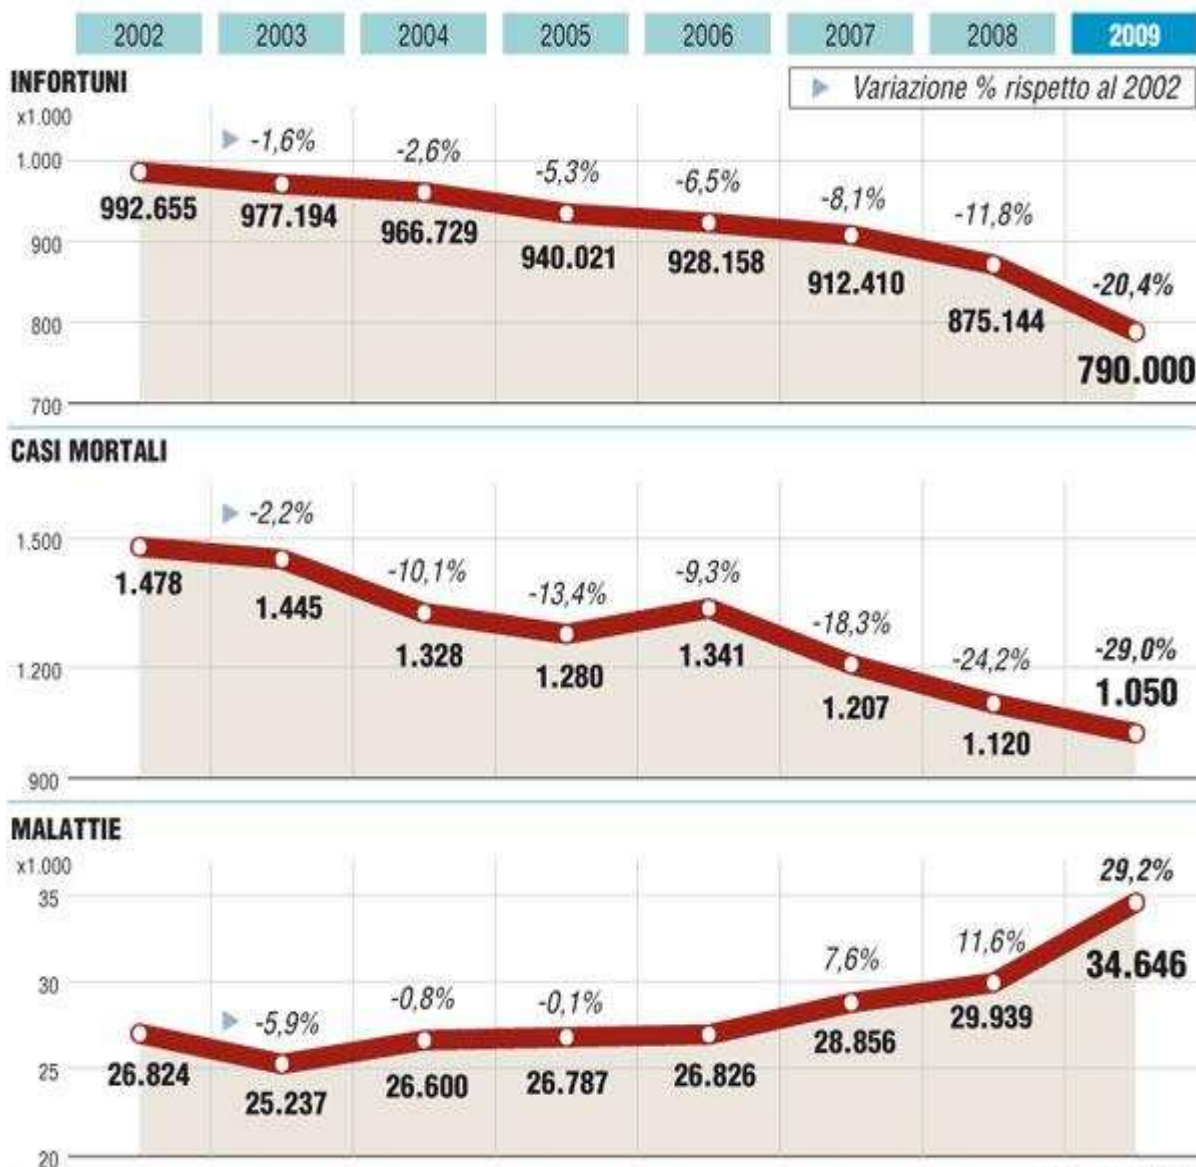 2002 2003 2004 2005 2006 2007 2008 2009
INFORTUNI
Variazione % rispetto al 2002
x1.000
1.000
900
800
700
-1,6% -2,6% -5,3% -6,5% -8,1% -11,8% -20,4%
992.655 977.194 966.729 940.021 928.158 912.410 875.144 790.000
CASI MORTALI
1.500
1.200
900
-2,2% -10,1% -13,4% -9,3% -18,3% -24,2% -29,0%
1.478 1.445 1.328 1.280 1.341 1.207 1.120 1.050
MALATTIE
x1.000
35
30
25
20
-5,9% -0,8% -0,1% 7,6% 11,6% 29,2%
26.824 25.237 26.600 26.787 26.826 28.856 29.939 34.646